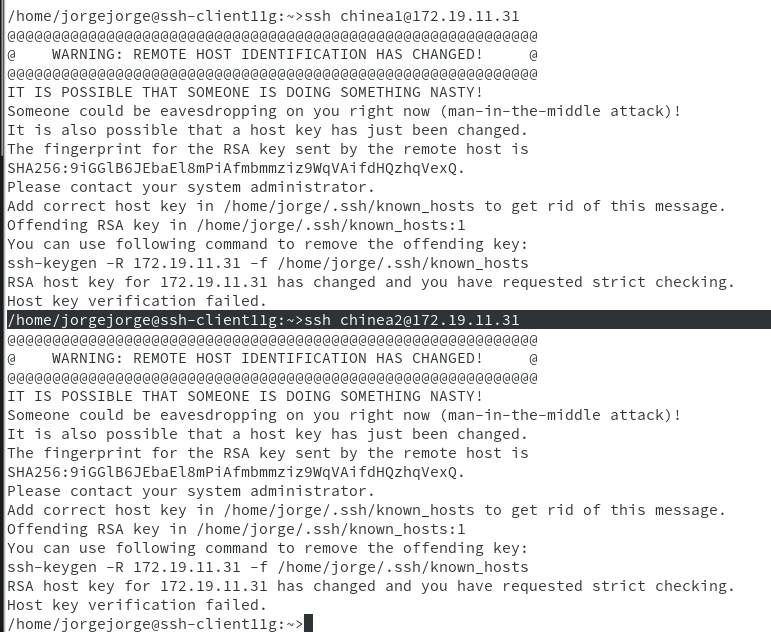 /home/jorgejorge@ssh-client11g:~>ssh chinea1@172.19.11.31
@@@@@@@@@@@@@@@@@@@@@@@@@@@@@@@@@@@@@@@@@@@@@@@@@@@@@@@@@@@
@    WARNING: REMOTE HOST IDENTIFICATION HAS CHANGED!     @
@@@@@@@@@@@@@@@@@@@@@@@@@@@@@@@@@@@@@@@@@@@@@@@@@@@@@@@@@@@
IT IS POSSIBLE THAT SOMEONE IS DOING SOMETHING NASTY!
Someone could be eavesdropping on you right now (man-in-the-middle attack)!
It is also possible that a host key has just been changed.
The fingerprint for the RSA key sent by the remote host is
SHA256:9iGGlB6JEbaEl8mPiAfmbmmziz9WqVAifdHQzhqVexQ.
Please contact your system administrator.
Add correct host key in /home/jorge/.ssh/known_hosts to get rid of this message.
Offending RSA key in /home/jorge/.ssh/known_hosts:1
You can use following command to remove the offending key:
ssh-keygen -R 172.19.11.31 -f /home/jorge/.ssh/known_hosts
RSA host key for 172.19.11.31 has changed and you have requested strict checking.
Host key verification failed.
/home/jorgejorge@ssh-client11g:~>ssh chinea2@172.19.11.31
@@@@@@@@@@@@@@@@@@@@@@@@@@@@@@@@@@@@@@@@@@@@@@@@@@@@@@@@@@@
@    WARNING: REMOTE HOST IDENTIFICATION HAS CHANGED!     @
@@@@@@@@@@@@@@@@@@@@@@@@@@@@@@@@@@@@@@@@@@@@@@@@@@@@@@@@@@@
IT IS POSSIBLE THAT SOMEONE IS DOING SOMETHING NASTY!
Someone could be eavesdropping on you right now (man-in-the-middle attack)!
It is also possible that a host key has just been changed.
The fingerprint for the RSA key sent by the remote host is
SHA256:9iGGlB6JEbaEl8mPiAfmbmmziz9WqVAifdHQzhqVexQ.
Please contact your system administrator.
Add correct host key in /home/jorge/.ssh/known_hosts to get rid of this message.
Offending RSA key in /home/jorge/.ssh/known_hosts:1
You can use following command to remove the offending key:
ssh-keygen -R 172.19.11.31 -f /home/jorge/.ssh/known_hosts
RSA host key for 172.19.11.31 has changed and you have requested strict checking.
Host key verification failed.
/home/jorgejorge@ssh-client11g:~>